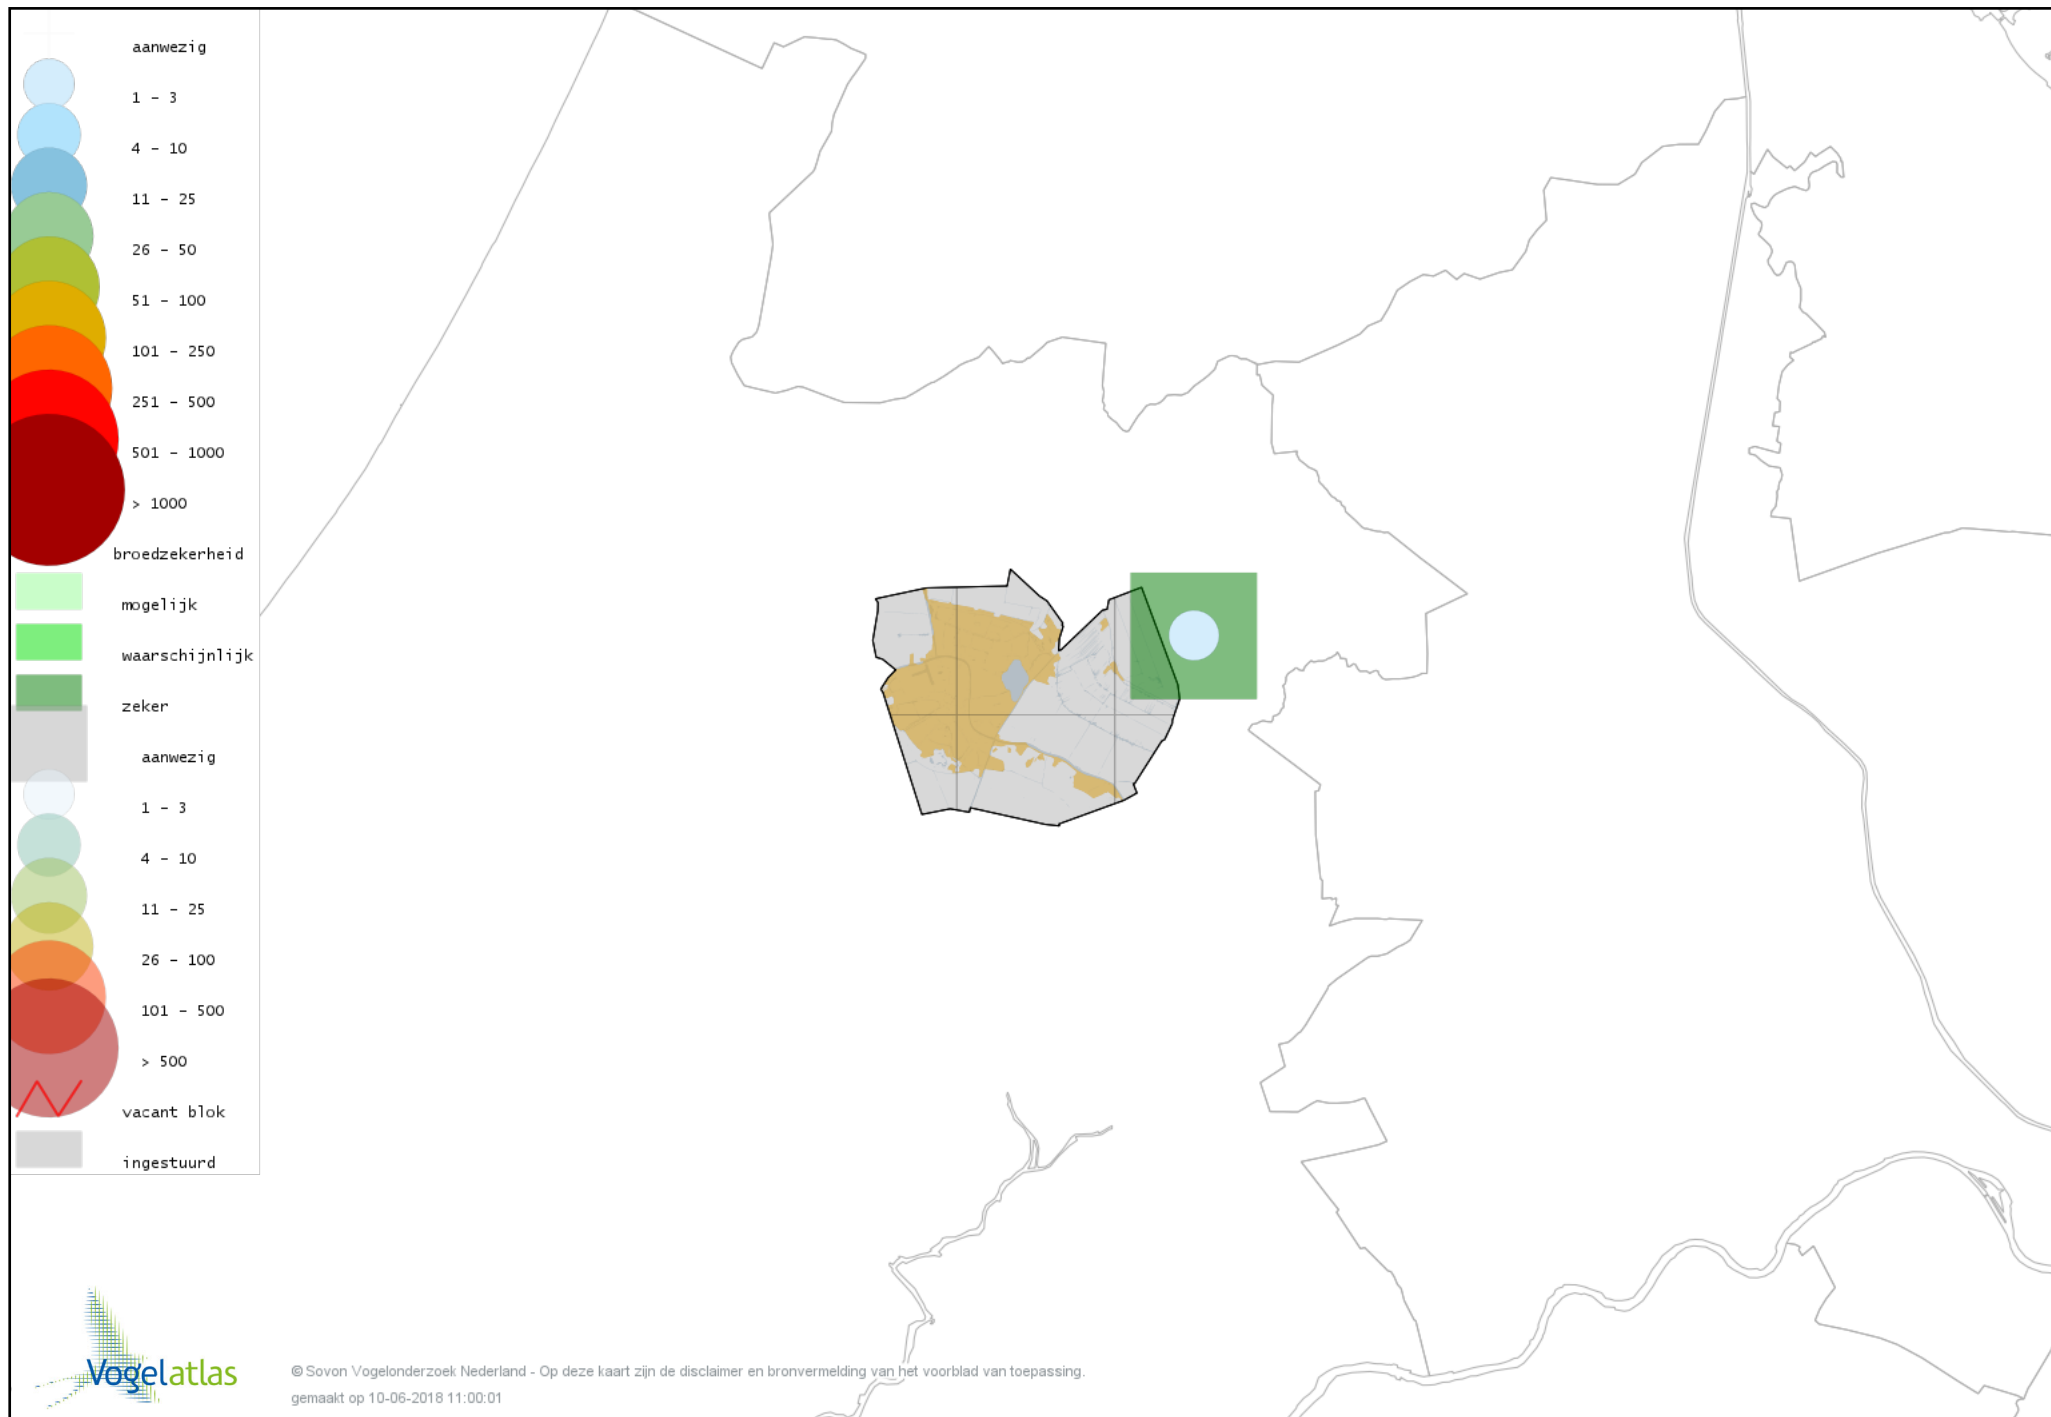 aanwezig
1 - 3
4 - 10
11 - 25
26 - 50
51 - 100
101 - 250
251 - 500
501 - 1000
> 1000
broedzekerheid
mogelijk
waarschijnlijk
zeker
aanwezig
1 - 3
4 - 10
11 - 25
26 - 100
101 - 500
> 500
vacant blok
ingestuurd
Vogelatlas
© Sovon Vogelonderzoek Nederland - Op deze kaart zijn de disclaimer en bronvermelding van het voorblad van toepassing.
gemaakt op 10-06-2018 11:00:01